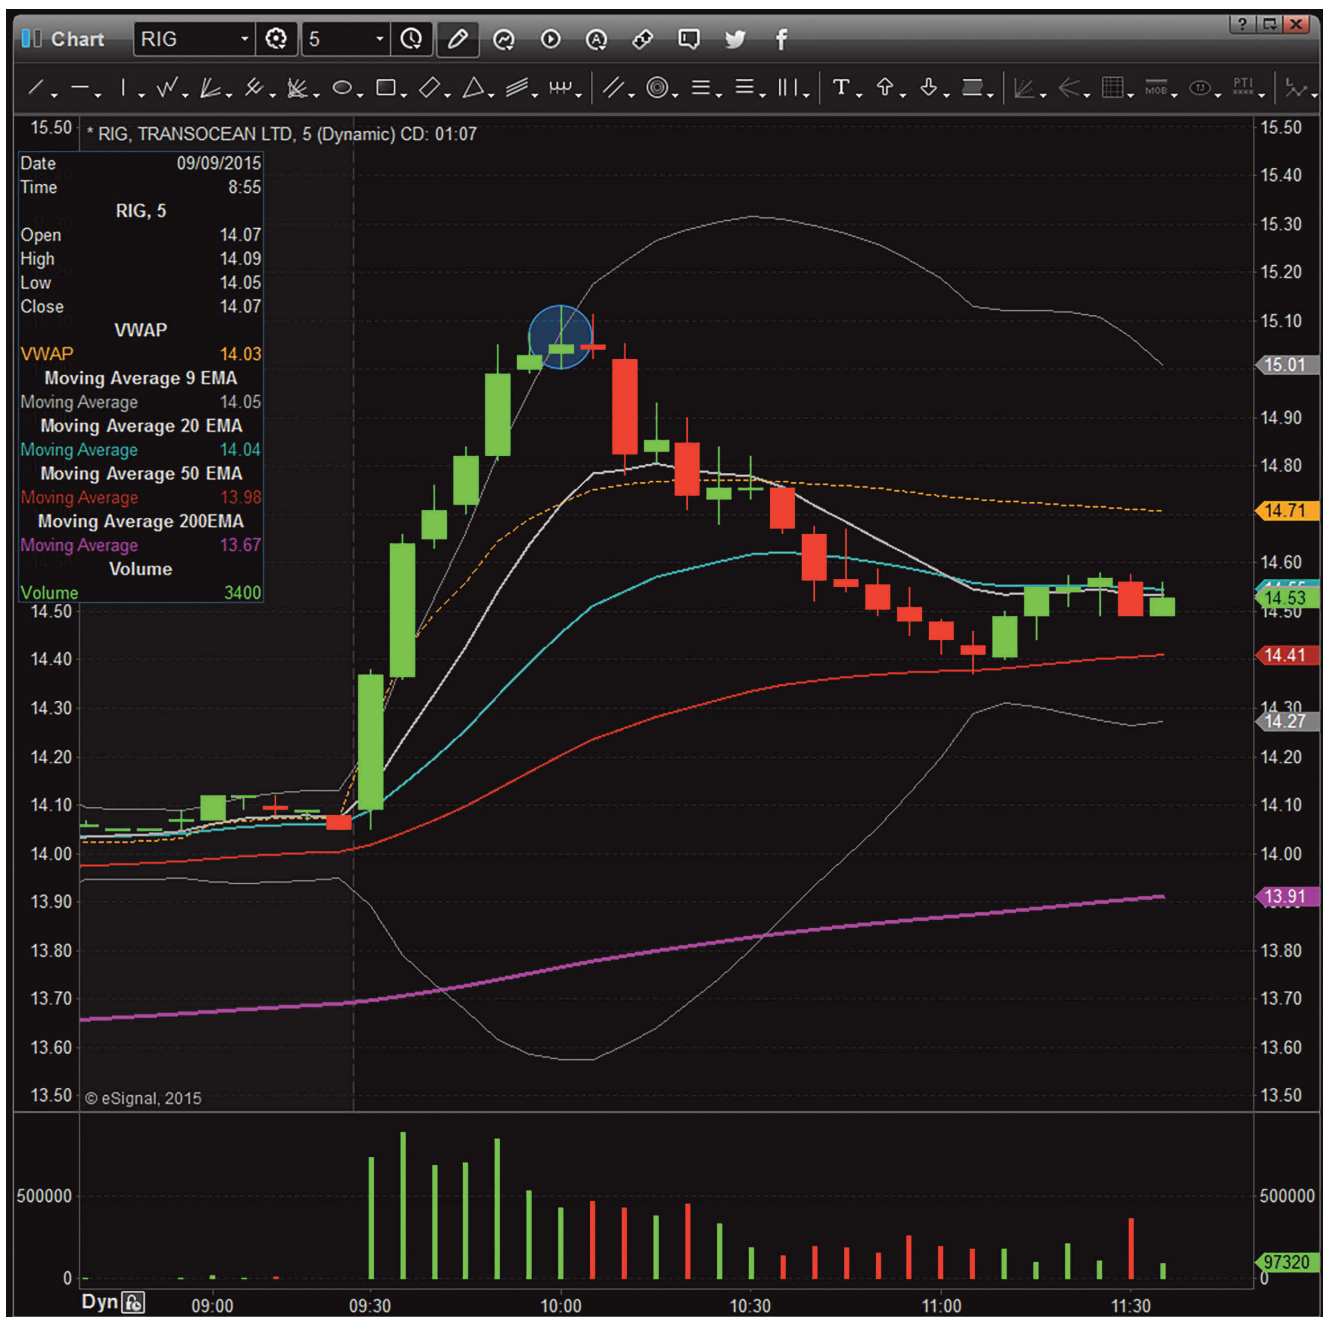 Chart RIG 5
15.50 * RIG, TRANSOCEAN LTD, 5 (Dynamic) CD: 01:07 15.50
Date 09/09/2015
Time 8:55
RIG, 5
Open 14.07
High 14.09
Low 14.05
Close 14.07
VWAP
VWAP 14.03
Moving Average 9 EMA
Moving Average 14.05
Moving Average 20 EMA
Moving Average 14.04
Moving Average 50 EMA
Moving Average 13.98
Moving Average 200EMA
Moving Average 13.67
Volume
Volume 3400
14.50
14.40
14.30
14.20
14.10
14.00
13.90
13.80
13.70
13.60
13.50
© eSignal, 2015
15.40
15.30
15.20
15.10
15.01
14.90
14.80
14.71
14.60
14.53
14.50
14.41
14.30
14.27
14.20
14.10
14.00
13.91
13.80
13.70
13.60
13.50
500000 500000
97320
0 0
Dyn 09:00 09:30 10:00 10:30 11:00 11:30